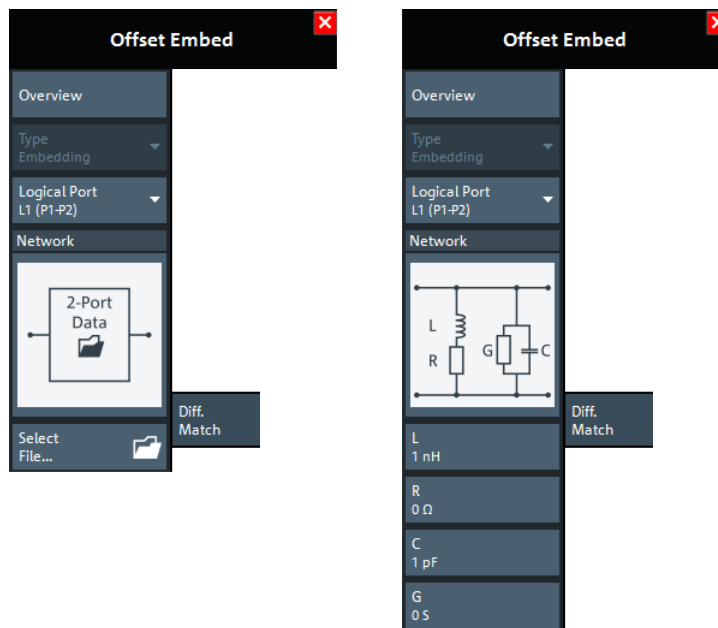 Offset Embed
Overview
Type
Embedding
Logical Port
L1 (P1-P2)
Network
2-Port
Data
Select
File...
Diff.
Match
Offset Embed
Overview
Type
Embedding
Logical Port
L1 (P1-P2)
Network
L
R
G
C
L
1 nH
R
0 Ω
C
1 pF
G
0 S
Diff.
Match